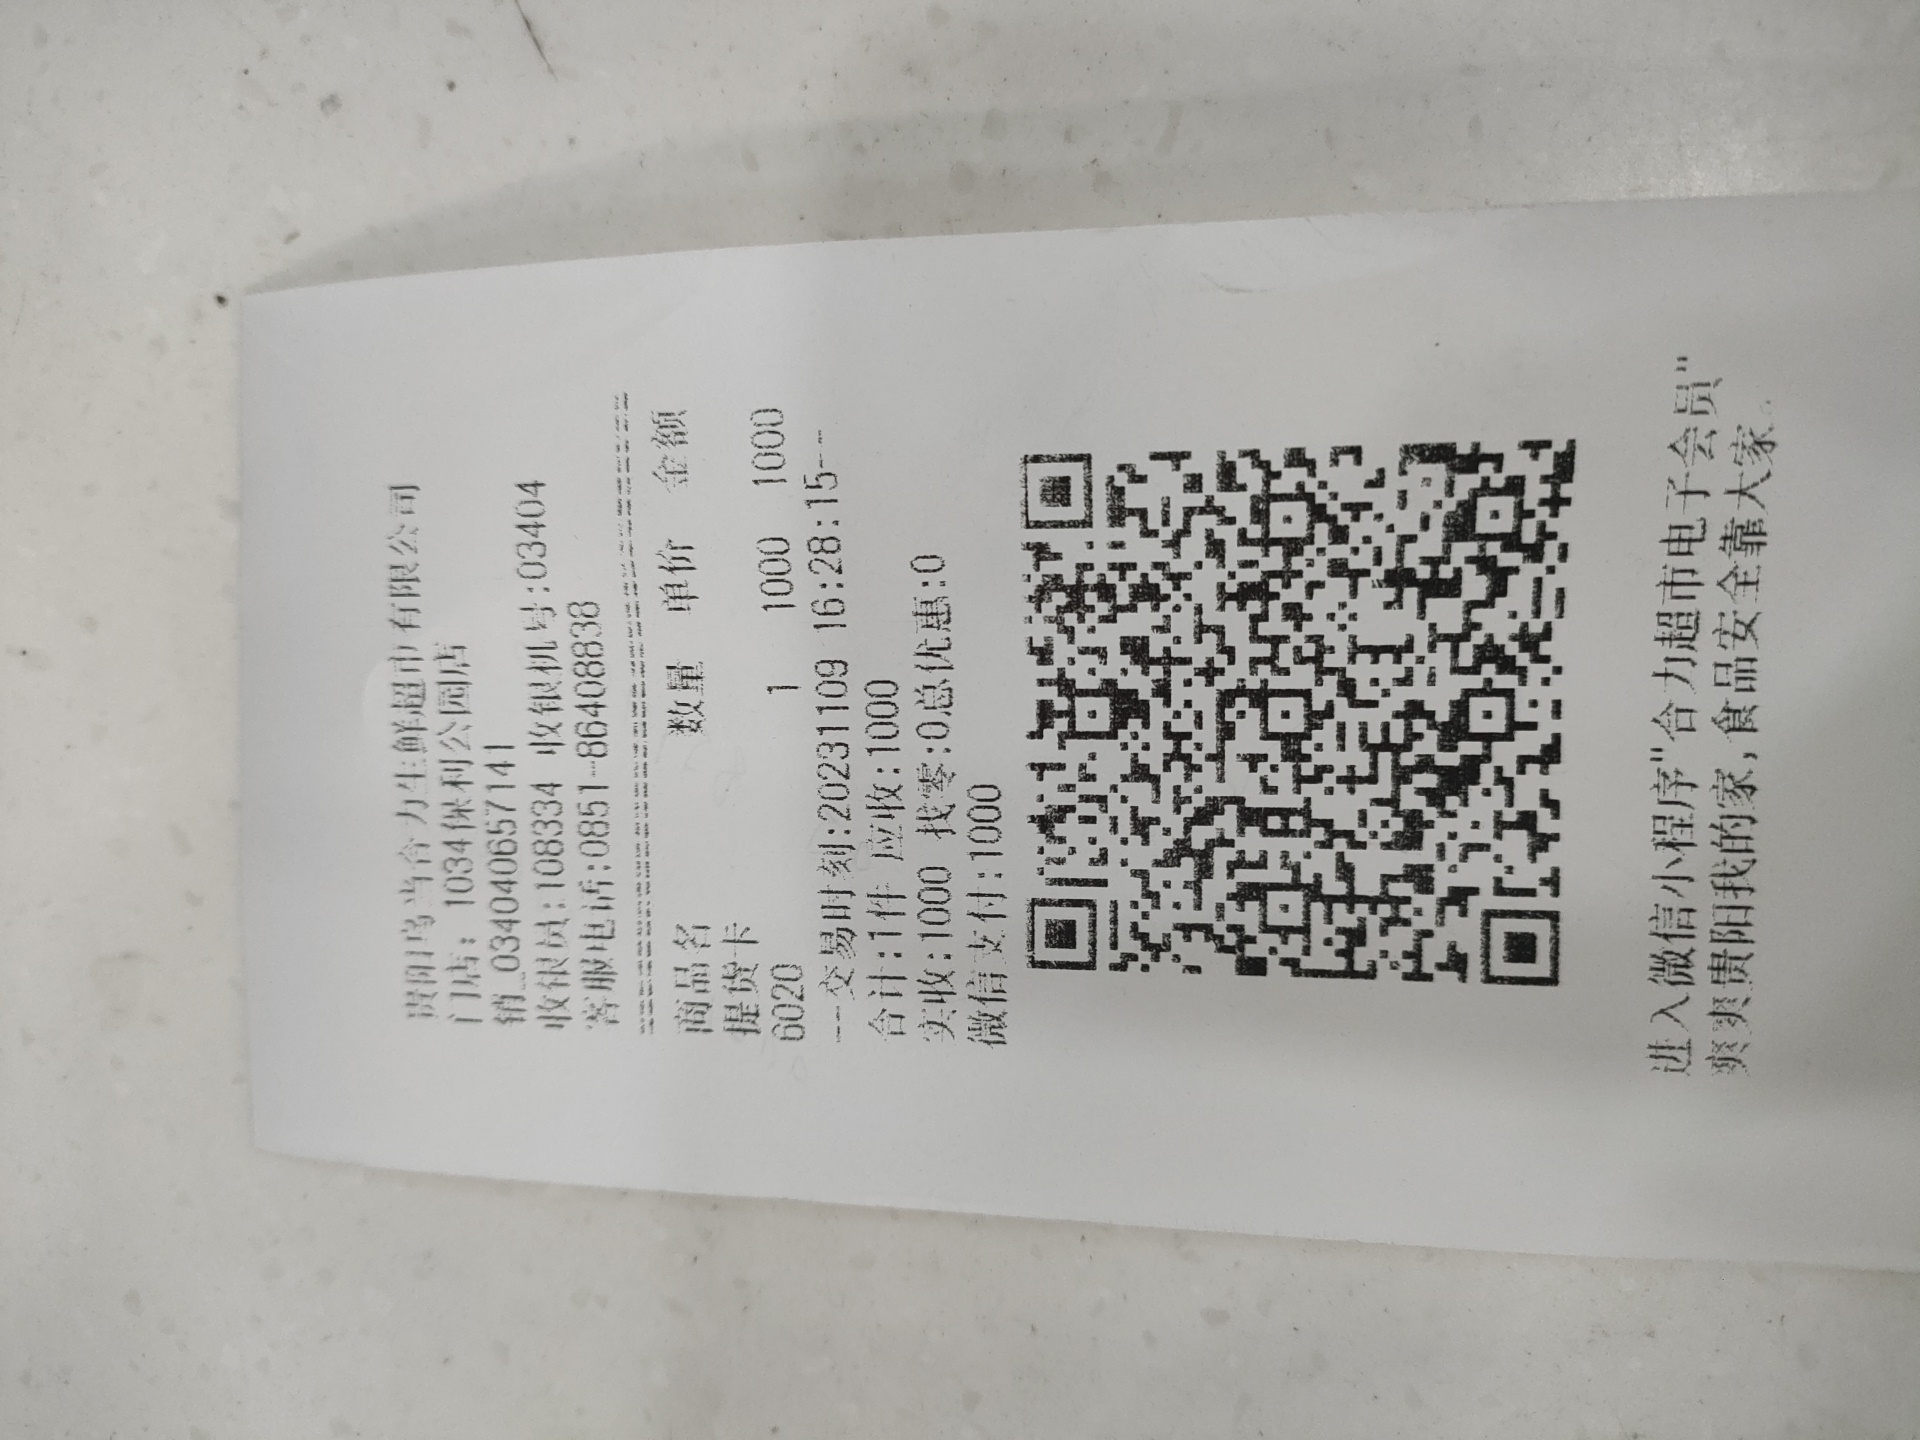 贵阳乌当合力生鲜超市有限公司
门店: 1034保利公园店
销_034040657141
收银员:108334 收银机号:03404
客服电话:0851-86408838
商品名 数量 单价 金额
提货卡
6020 1 1000 1000
---交易时刻:20231109 16:28:15---
合计:1件 应收:1000
实收:1000 找零:0总优惠:0
微信支付:1000
进入微信小程序"合力超市电子会员"
爽爽贵阳我的家,食品安全靠大家。